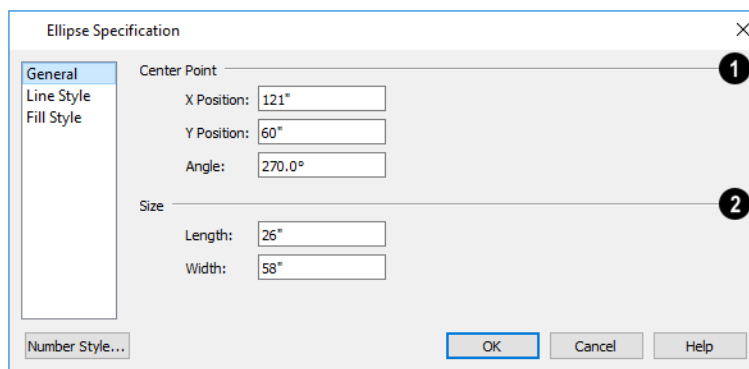 Ellipse Specification
General
Line Style
Fill Style
Center Point
1
X Position: 121"
Y Position: 60"
Angle: 270.0°
Size
2
Length: 26"
Width: 58"
Number Style...
OK
Cancel
Help